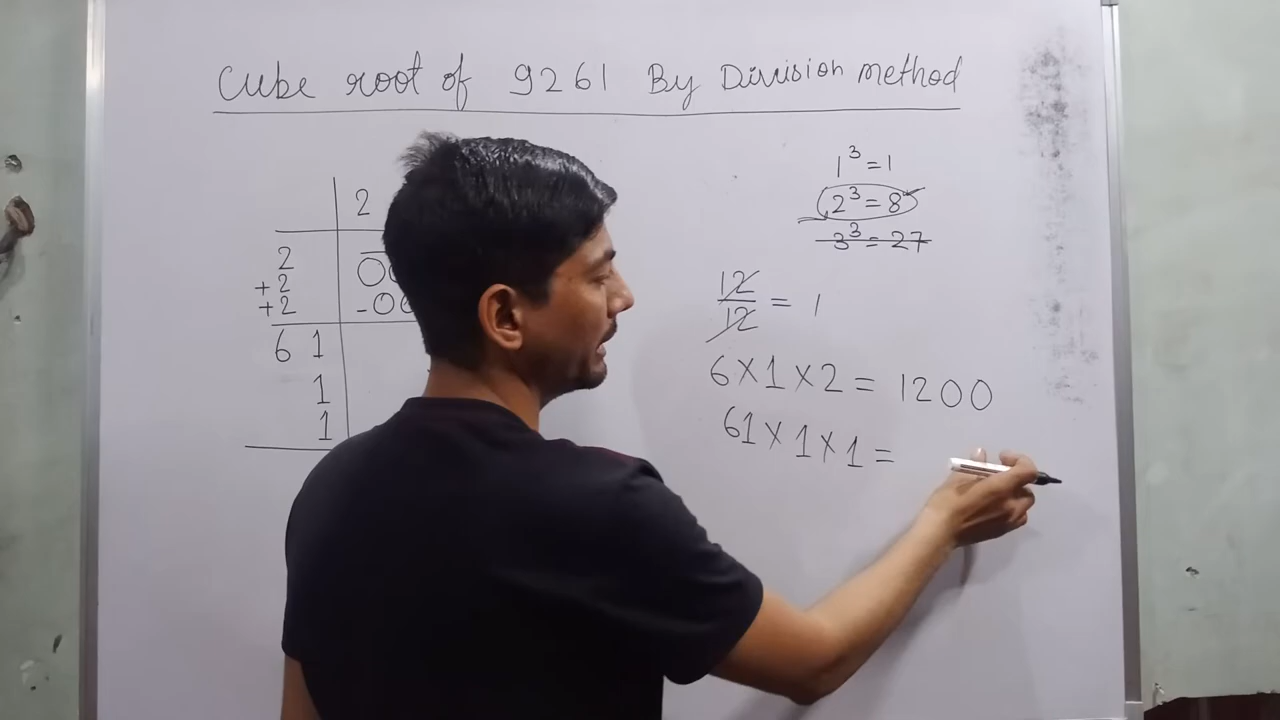 Cube root of 9261 By Division method
1³ = 1
2³ = 8
3³ = 27
2
2
+ 2
+ 2
- 0
6 1
1
1
12/12 = 1
6 X 1 X 2 = 1200
61 X 1 X 1 =